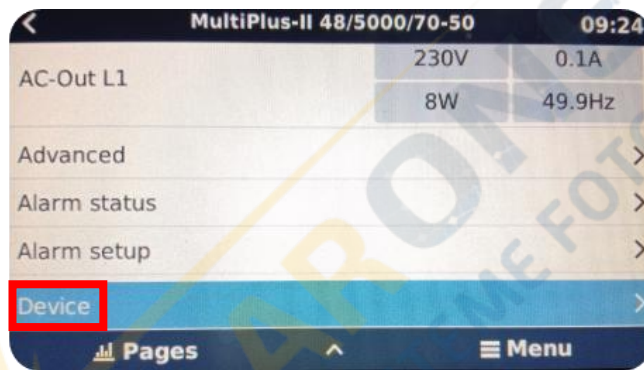 MultiPlus-II 48/5000/70-50 09:24
AC-Out L1
230V 0.1A
8W 49.9Hz
Advanced
Alarm status
Alarm setup
Device
Pages Menu